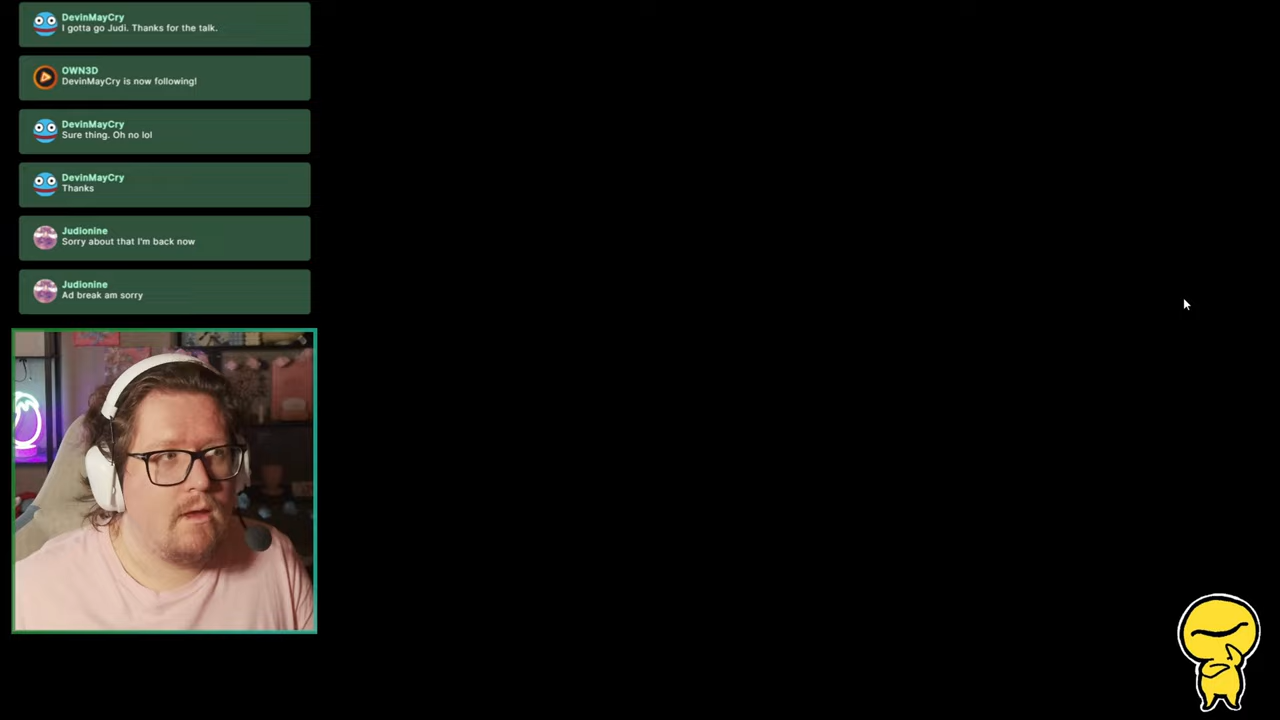 DevinMayCry
I gotta go Judi. Thanks for the talk.
OWN3D
DevinMayCry is now following!
DevinMayCry
Sure thing. Oh no lol
DevinMayCry
Thanks
Judionine
Sorry about that I'm back now
Judionine
Ad break am sorry